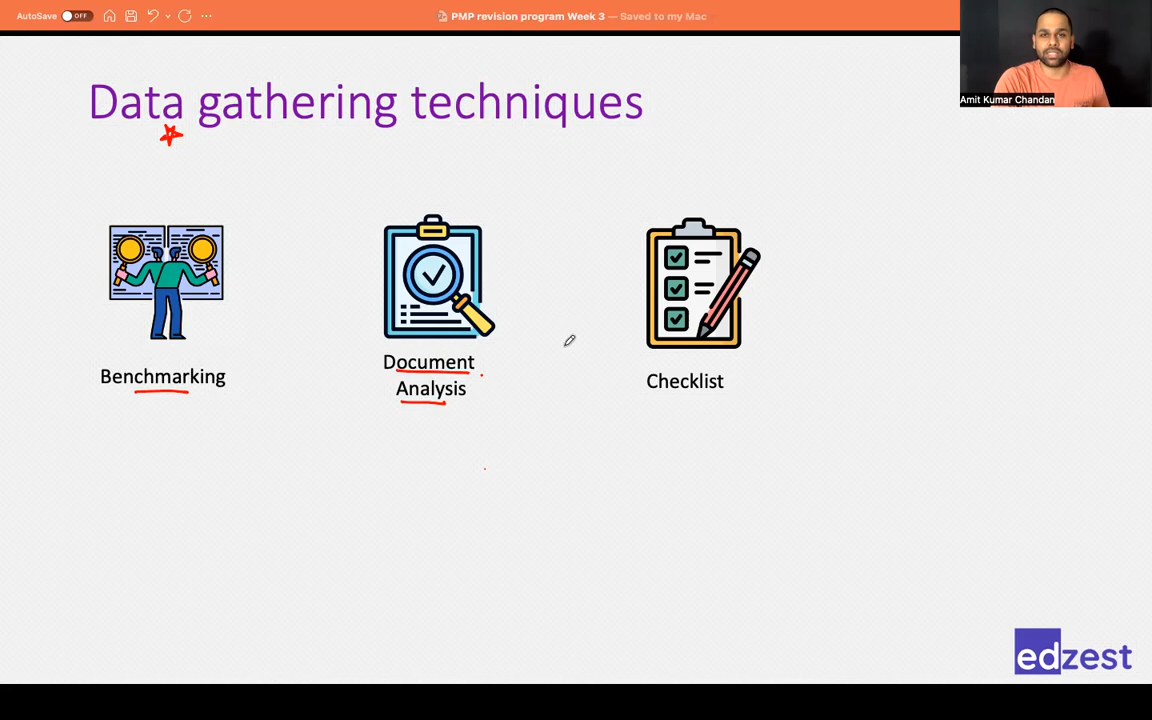 AutoSave OFF
PMP revision program Week 3 — Saved to my Mac
Amit Kumar Chandan
Data gathering techniques
Benchmarking
Document
Analysis
Checklist
edzest